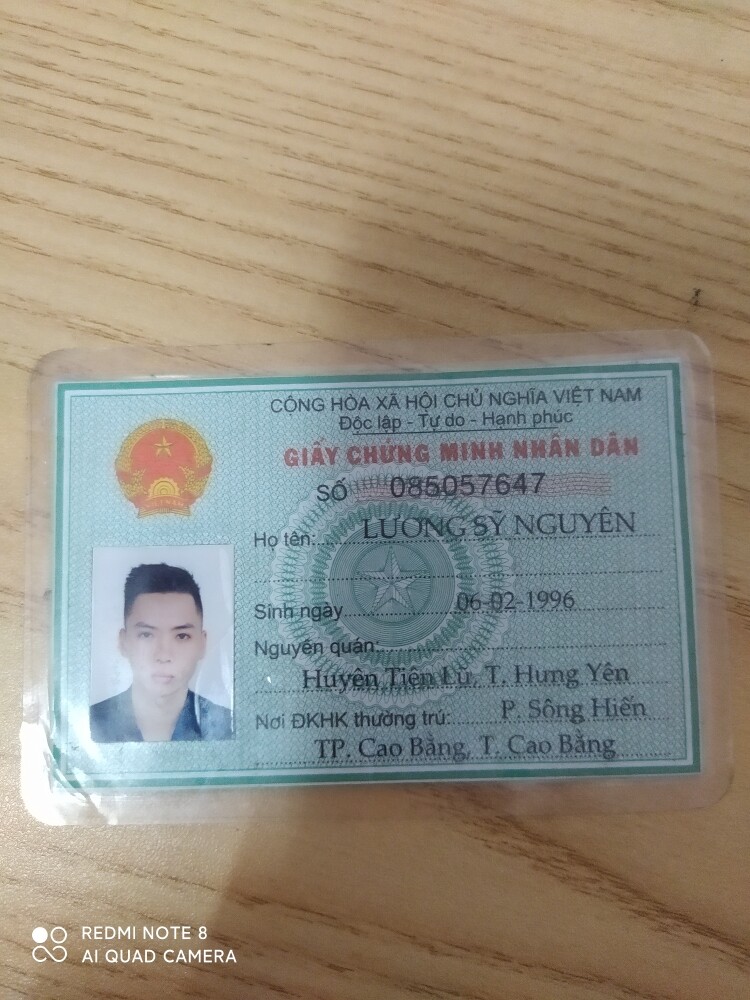 CỘNG HÒA XÃ HỘI CHỦ NGHĨA VIỆT NAM
Độc lập - Tự do - Hạnh phúc
GIẤY CHỨNG MINH NHÂN DÂN
SỐ 085057647
Họ tên: LƯƠNG SỸ NGUYÊN
Sinh ngày 06-02-1996
Nguyên quán:
Huyện Tiên Lữ, T. Hưng Yên
Nơi ĐKHK thường trú: P. Sông Hiến
TP. Cao Bằng, T. Cao Bằng
REDMI NOTE 8
AI QUAD CAMERA